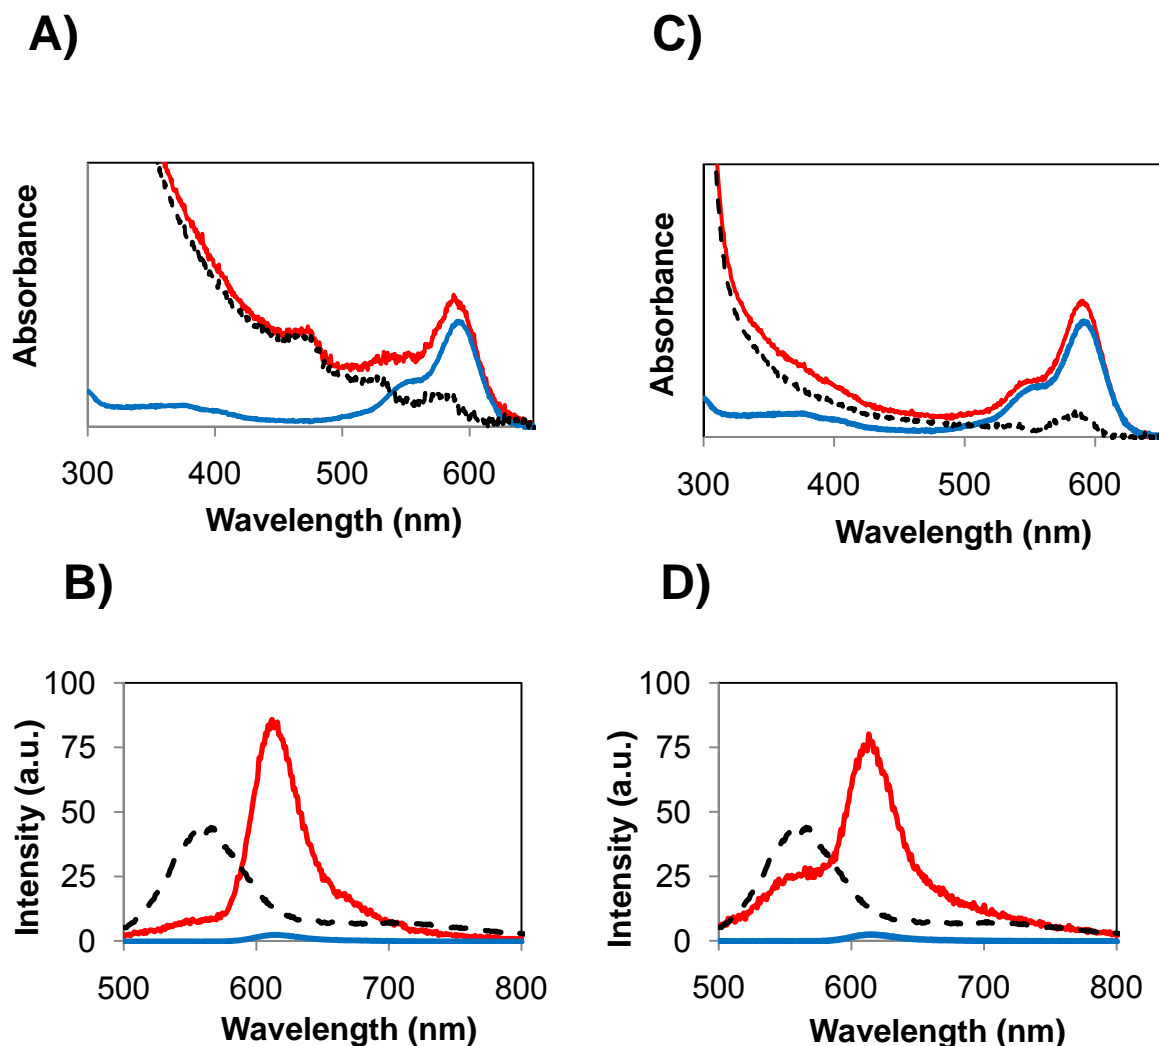 A)
Absorbance
300 400 500 600
Wavelength (nm)
C)
Absorbance
300 400 500 600
Wavelength (nm)
B)
100
75
50
25
0
Intensity (a.u.)
500 600 700 800
Wavelength (nm)
D)
100
75
50
25
0
Intensity (a.u.)
500 600 700 800
Wavelength (nm)